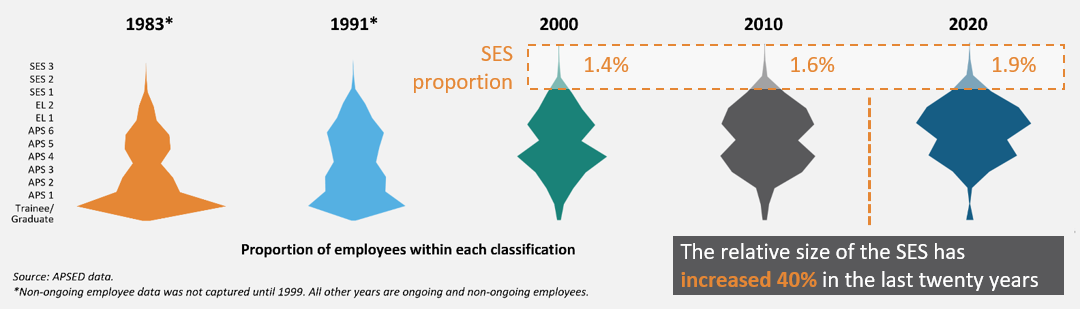 1983*
1991*
2000
2010
2020
SES
proportion
1.4%
1.6%
1.9%
SES 3
SES 2
SES 1
EL 2
EL 1
APS 6
APS 5
APS 4
APS 3
APS 2
APS 1
Trainee/
Graduate
Proportion of employees within each classification
The relative size of the SES has
increased 40% in the last twenty years
Source: APSED data.
*Non-ongoing employee data was not captured until 1999. All other years are ongoing and non-ongoing employees.